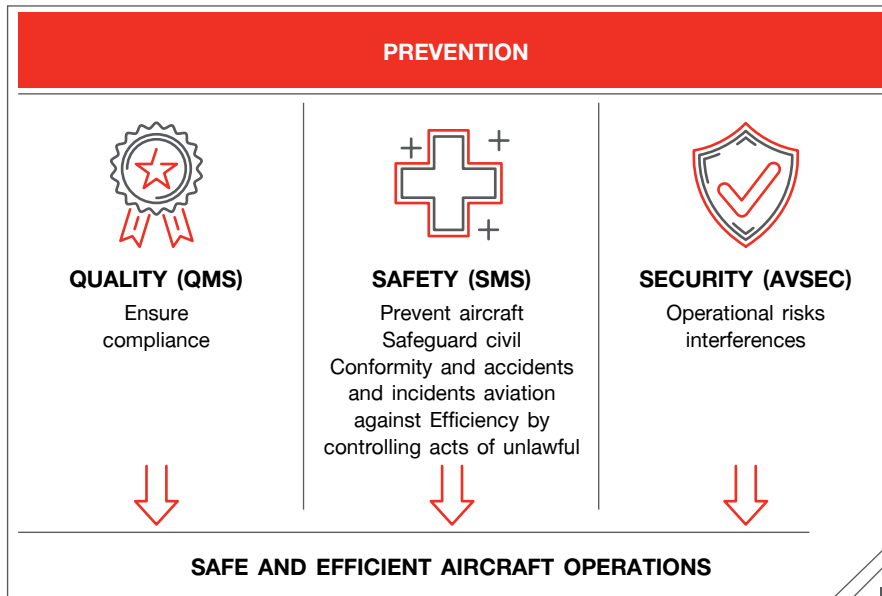 PREVENTION
QUALITY (QMS)
Ensure
compliance
SAFETY (SMS)
Prevent aircraft
Safeguard civil
Conformity and accidents
and incidents aviation
against Efficiency by
controlling acts of unlawful
SECURITY (AVSEC)
Operational risks
interferences
SAFE AND EFFICIENT AIRCRAFT OPERATIONS